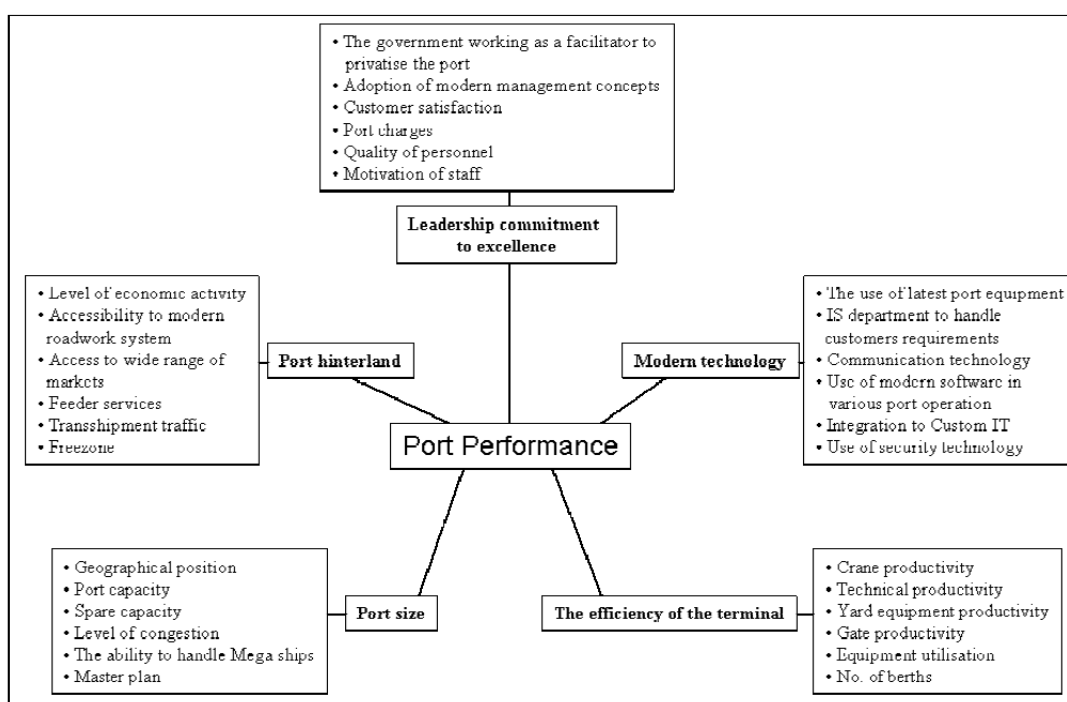 • The government working as a facilitator to
privatise the port
• Adoption of modern management concepts
• Customer satisfaction
• Port charges
• Quality of personnel
• Motivation of staff
Leadership commitment
to excellence
• Level of economic activity
• Accessibility to modern
roadwork system
• Access to wide range of
markets
• Feeder services
• Transshipment traffic
• Freezone
Port hinterland
Modern technology
• The use of latest port equipment
• IS department to handle
customers requirements
• Communication technology
• Use of modern software in
various port operation
• Integration to Custom IT
• Use of security technology
Port Performance
• Geographical position
• Port capacity
• Spare capacity
• Level of congestion
• The ability to handle Mega ships
• Master plan
Port size
The efficiency of the terminal
• Crane productivity
• Technical productivity
• Yard equipment productivity
• Gate productivity
• Equipment utilisation
• No. of berths